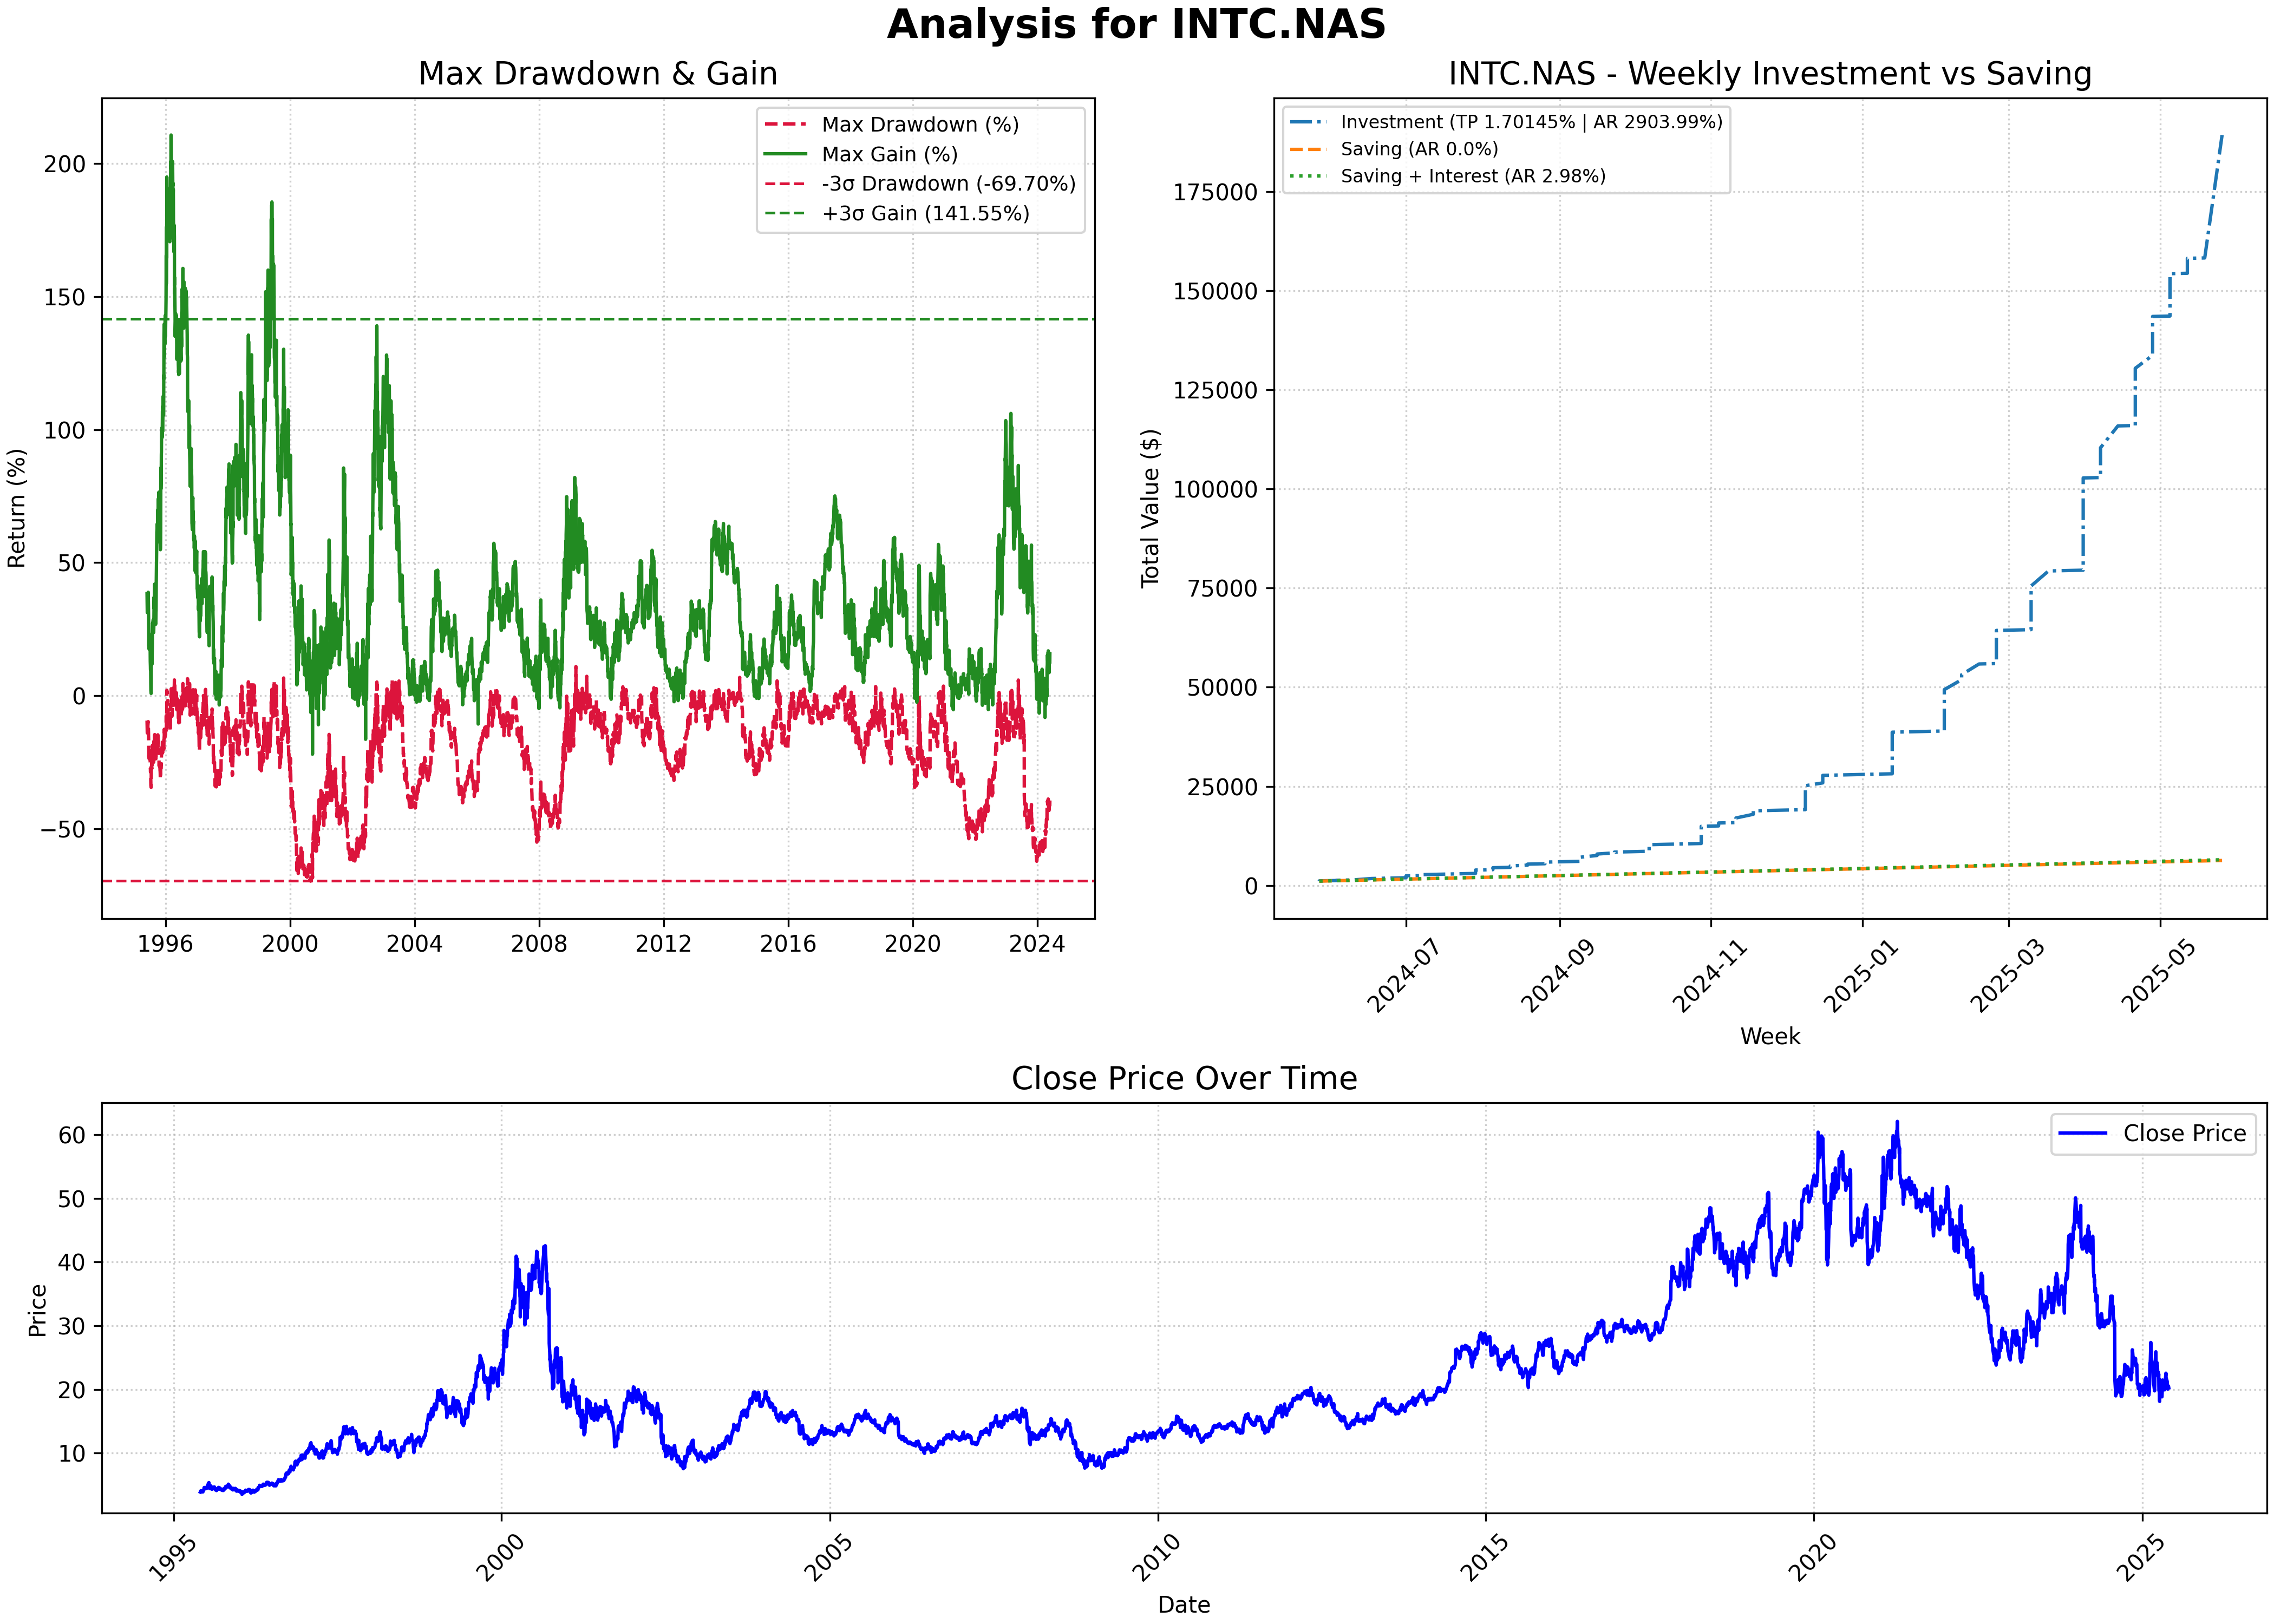 Analysis for INTC.NAS
Max Drawdown & Gain
Return (%)
200
150
100
50
0
−50
1996 2000 2004 2008 2012 2016 2020 2024
Max Drawdown (%)
Max Gain (%)
-3σ Drawdown (-69.70%)
+3σ Gain (141.55%)
INTC.NAS - Weekly Investment vs Saving
Total Value ($)
175000
150000
125000
100000
75000
50000
25000
0
Investment (TP 1.70145% | AR 2903.99%)
Saving (AR 0.0%)
Saving + Interest (AR 2.98%)
2024-07 2024-09 2024-11 2025-01 2025-03 2025-05
Week
Close Price Over Time
Price
60
50
40
30
20
10
Close Price
1995 2000 2005 2010 2015 2020 2025
Date